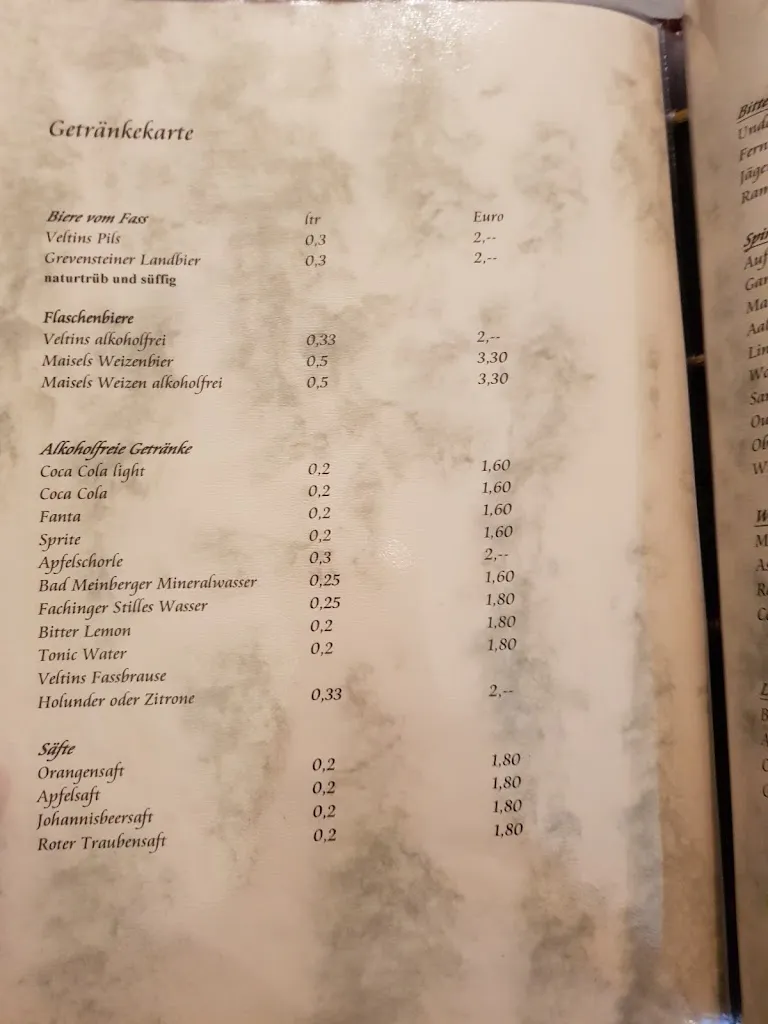 Getränkekarte
Biere vom Fass ltr Euro
Veltins Pils 0,3 2,--
Grevensteiner Landbier 0,3 2,--
naturtrüb und süffig
Flaschenbiere
Veltins alkoholfrei 0,33 2,--
Maisels Weizenbier 0,5 3,30
Maisels Weizen alkoholfrei 0,5 3,30
Alkoholfreie Getränke
Coca Cola light 0,2 1,60
Coca Cola 0,2 1,60
Fanta 0,2 1,60
Sprite 0,2 1,60
Apfelschorle 0,3 2,--
Bad Meinberger Mineralwasser 0,25 1,60
Fachinger Stilles Wasser 0,25 1,80
Bitter Lemon 0,2 1,80
Tonic Water 0,2 1,80
Veltins Fassbrause
Holunder oder Zitrone 0,33 2,--
Säfte
Orangensaft 0,2 1,80
Apfelsaft 0,2 1,80
Johannisbeersaft 0,2 1,80
Roter Traubensaft 0,2 1,80